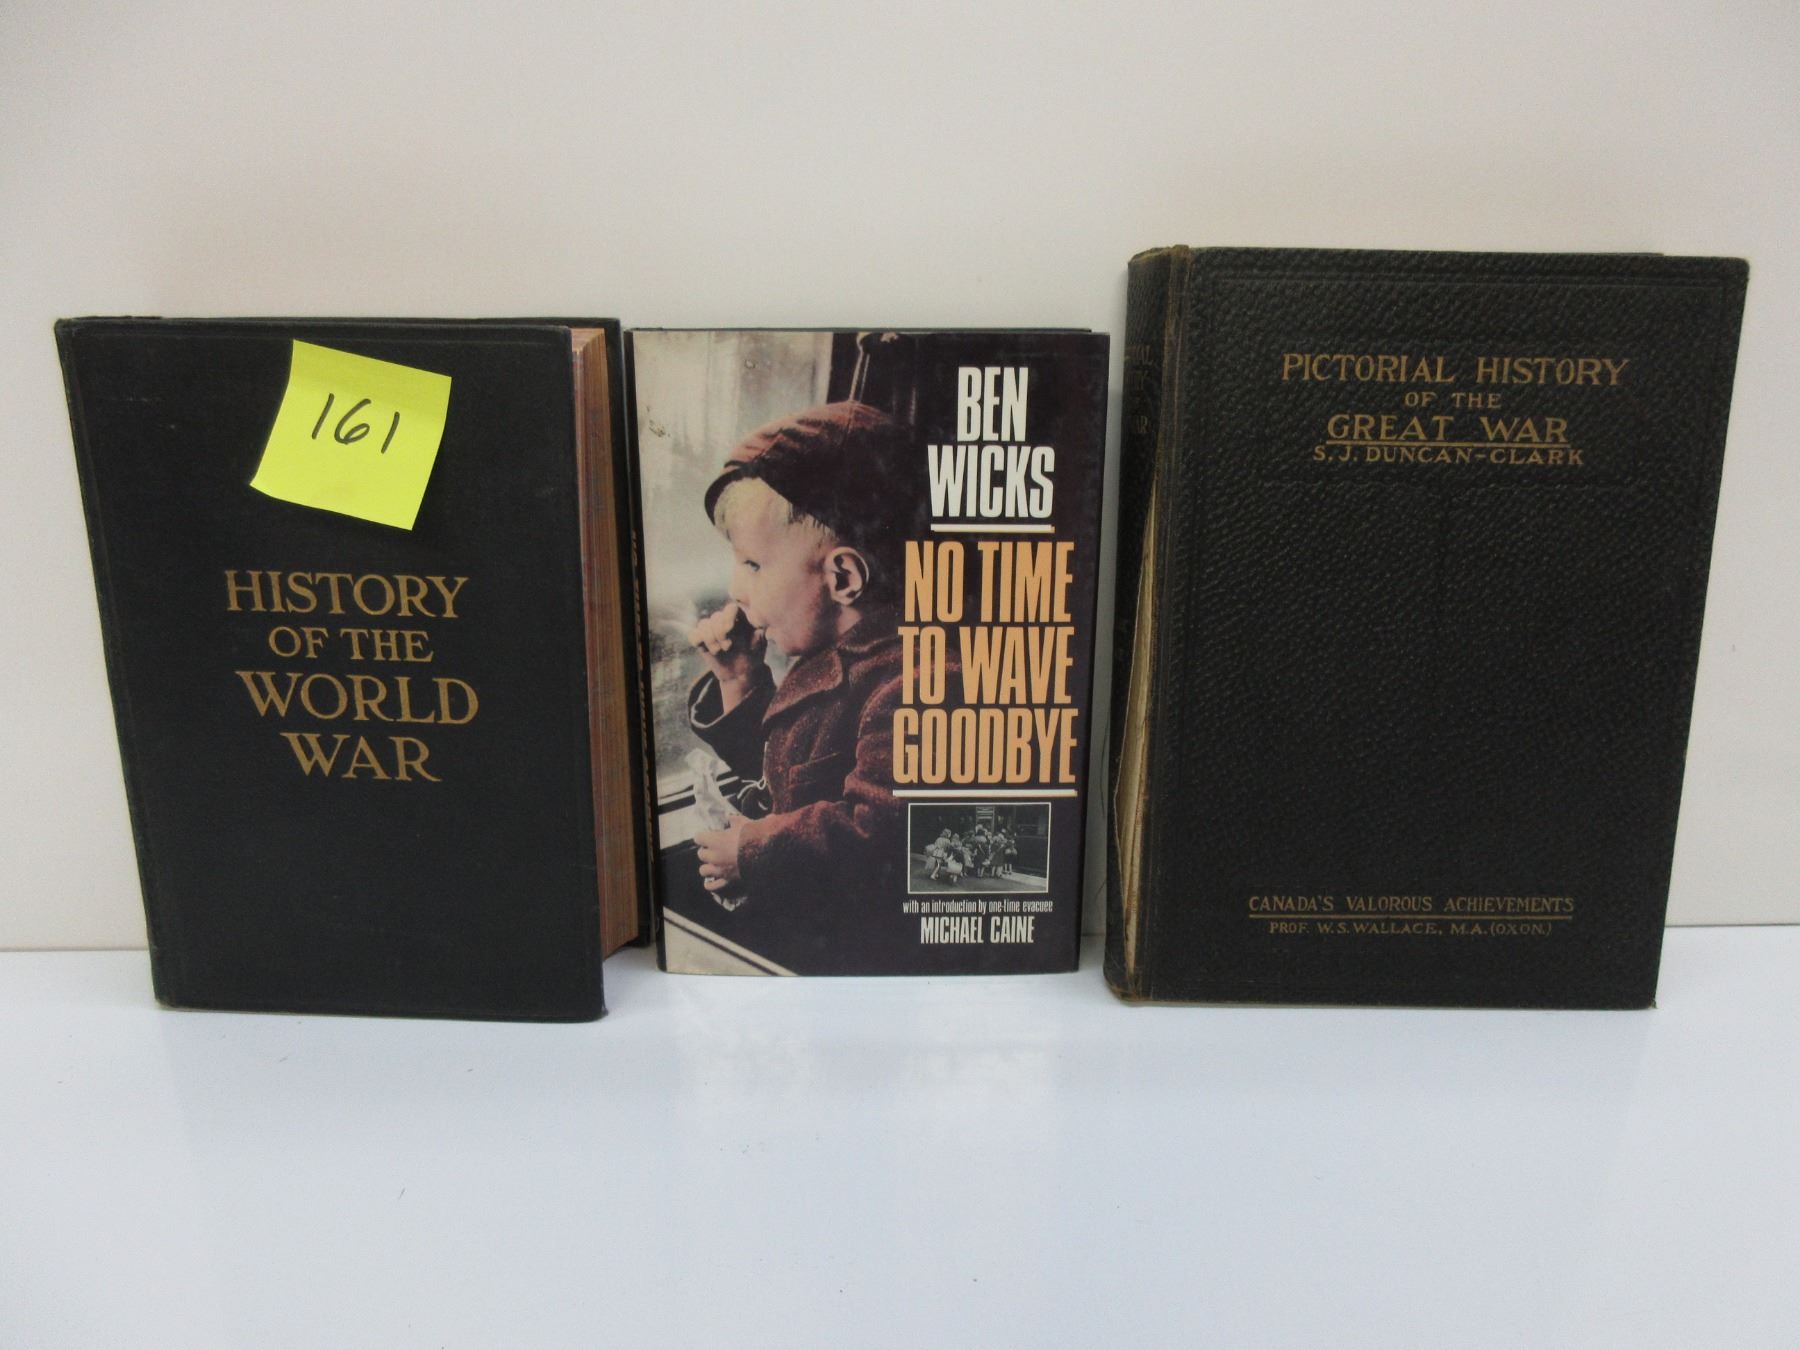 161
HISTORY
OF THE
WORLD
WAR
BEN
WICKS
NO TIME
TO WAVE
GOODBYE
with an introduction by one-time evacuee
MICHAEL CAINE
PICTORIAL HISTORY
OF THE
GREAT WAR
S. J. DUNCAN-CLARK
CANADA'S VALOROUS ACHIEVEMENTS
PROF. W. S. WALLACE, M.A. (OXON.)